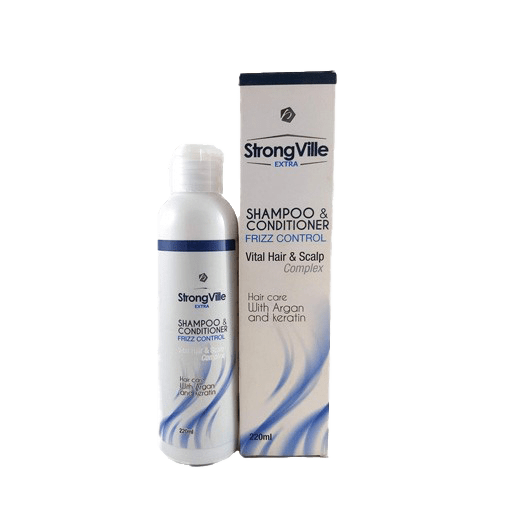 StrongVille
EXTRA
SHAMPOO &
CONDITIONER
FRIZZ CONTROL
Hair care
With Argan
and keratin
220ml
StrongVille
EXTRA
SHAMPOO &
CONDITIONER
FRIZZ CONTROL
Vital Hair & Scalp
Complex
Hair care
With Argan
and keratin
220ml